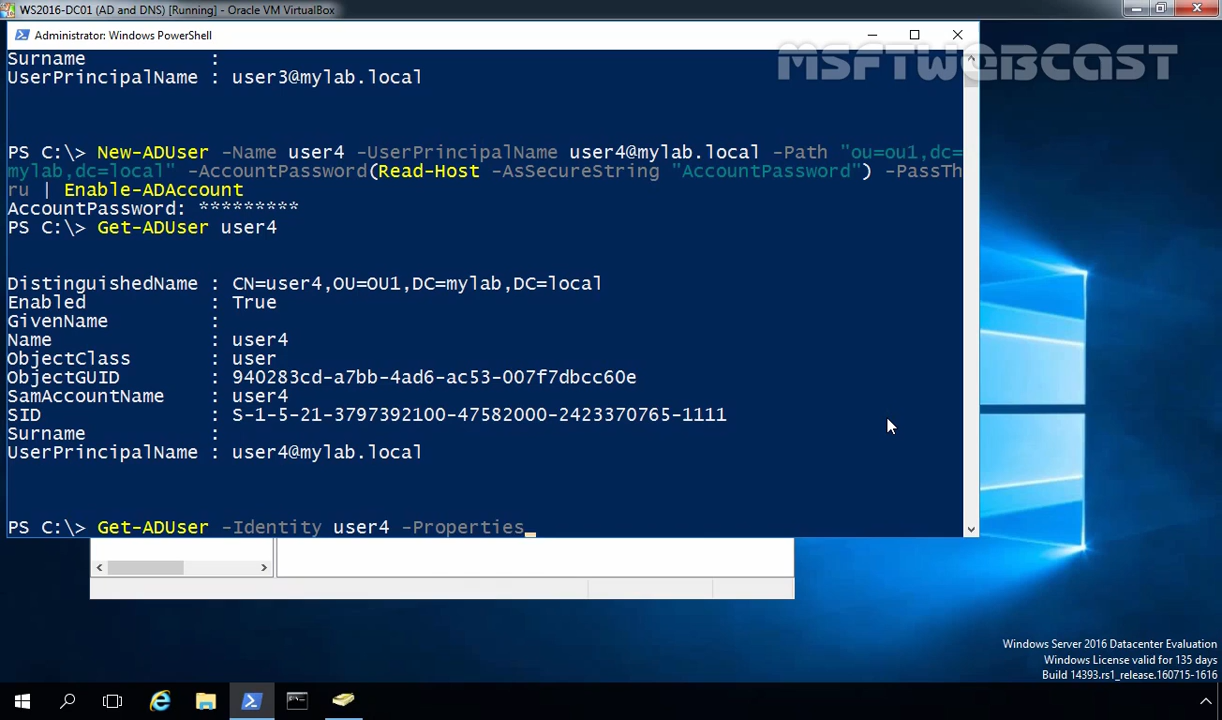 WS2016-DC01 (AD and DNS) [Running] - Oracle VM VirtualBox
Administrator: Windows PowerShell
MSFTWEBCAST
Surname           :
UserPrincipalName : user3@mylab.local
PS C:\> New-ADUser -Name user4 -UserPrincipalName user4@mylab.local -Path "ou=ou1,dc=
mylab,dc=local" -AccountPassword(Read-Host -AsSecureString "AccountPassword") -PassTh
ru | Enable-ADAccount
AccountPassword: *********
PS C:\> Get-ADUser user4
DistinguishedName : CN=user4,OU=OU1,DC=mylab,DC=local
Enabled           : True
GivenName         :
Name              : user4
ObjectClass       : user
ObjectGUID        : 940283cd-a7bb-4ad6-ac53-007f7dbcc60e
SamAccountName    : user4
SID               : S-1-5-21-3797392100-47582000-2423370765-1111
Surname           :
UserPrincipalName : user4@mylab.local
PS C:\> Get-ADUser -Identity user4 -Properties
Windows Server 2016 Datacenter Evaluation
Windows License valid for 135 days
Build 14393.rs1_release.160715-1616